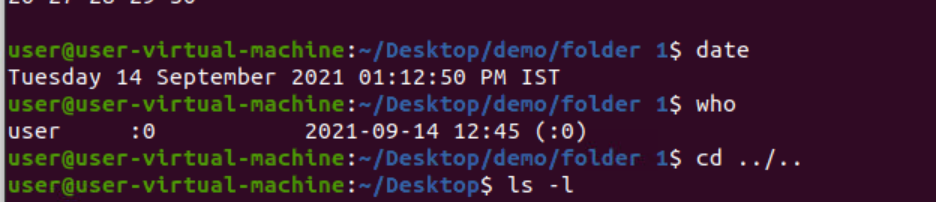 user@user-virtual-machine:~/Desktop/demo/folder 1$ date
Tuesday 14 September 2021 01:12:50 PM IST
user@user-virtual-machine:~/Desktop/demo/folder 1$ who
user     :0           2021-09-14 12:45 (:0)
user@user-virtual-machine:~/Desktop/demo/folder 1$ cd ../..
user@user-virtual-machine:~/Desktop$ ls -l